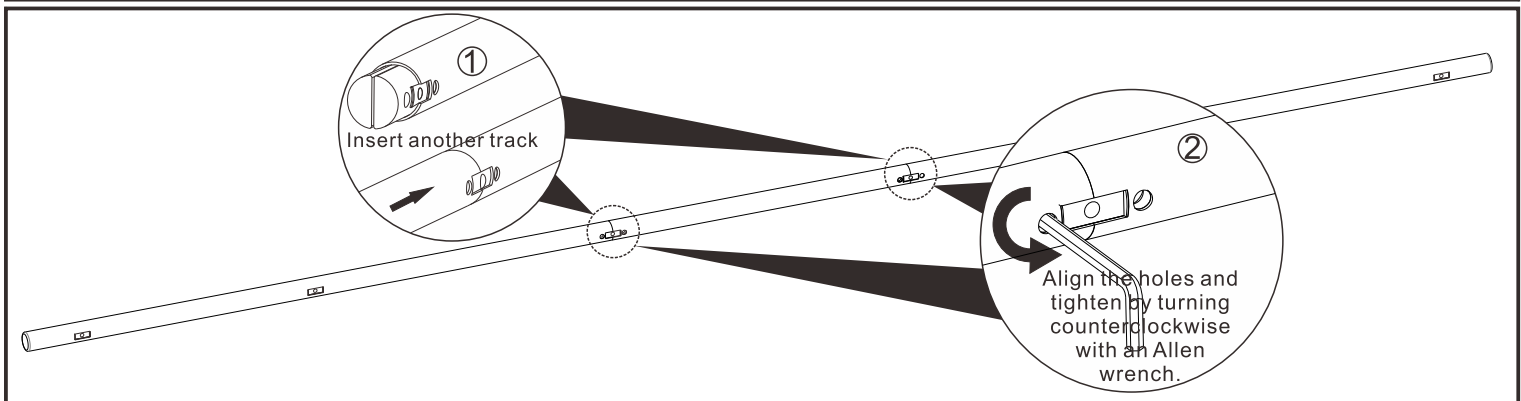 ①
Insert another track
②
Align the holes and
tighten by turning
counterclockwise
with an Allen
wrench.